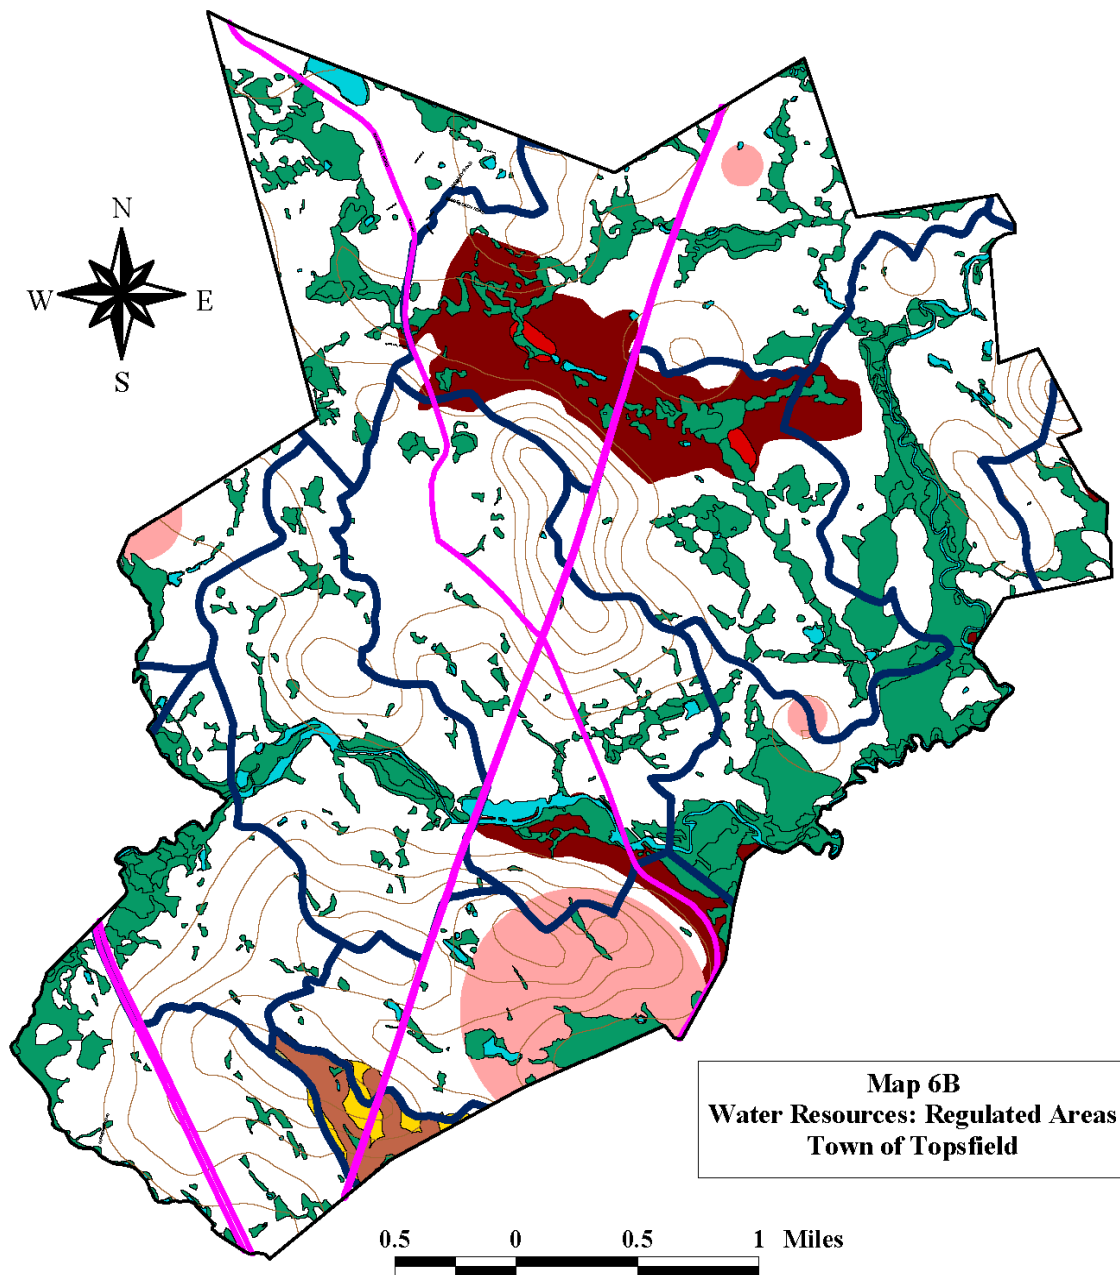 N
W
E
S
Map 6B
Water Resources: Regulated Areas
Town of Topsfield
0.5 0 0.5 1 Miles